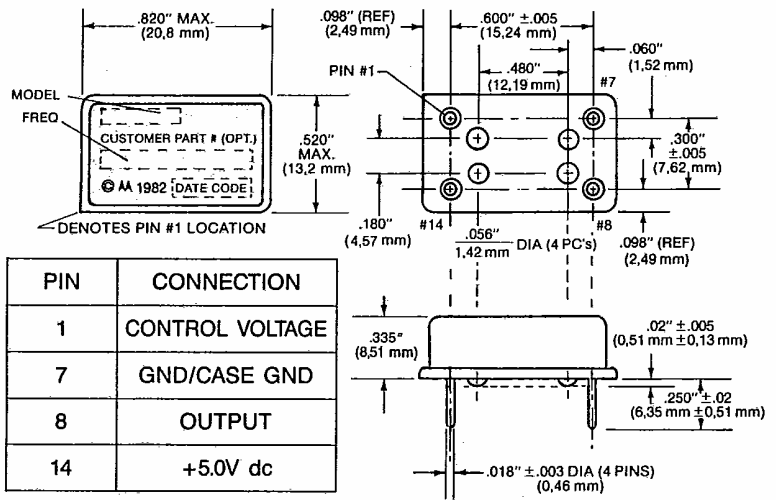 .820" MAX.
(20,8 mm)
.098" (REF)
(2,49 mm)
.600" ±.005
(15,24 mm)
.060"
(1,52 mm)
PIN #1
.480"
(12,19 mm)
#7
MODEL
FREQ
CUSTOMER PART # (OPT.)
© AA 1982 DATE CODE
DENOTES PIN #1 LOCATION
.520"
MAX.
(13,2 mm)
.300"
±.005
(7,62 mm)
.180"
(4,57 mm)
#14
#8
.056"
1,42 mm DIA (4 PC's)
.098" (REF)
(2,49 mm)
PIN CONNECTION
1 CONTROL VOLTAGE
7 GND/CASE GND
8 OUTPUT
14 +5.0V dc
.335"
(8,51 mm)
.02" ±.005
(0,51 mm ±0,13 mm)
.250" ±.02
(6,35 mm ±0,51 mm)
.018" ±.003 DIA (4 PINS)
(0,46 mm)